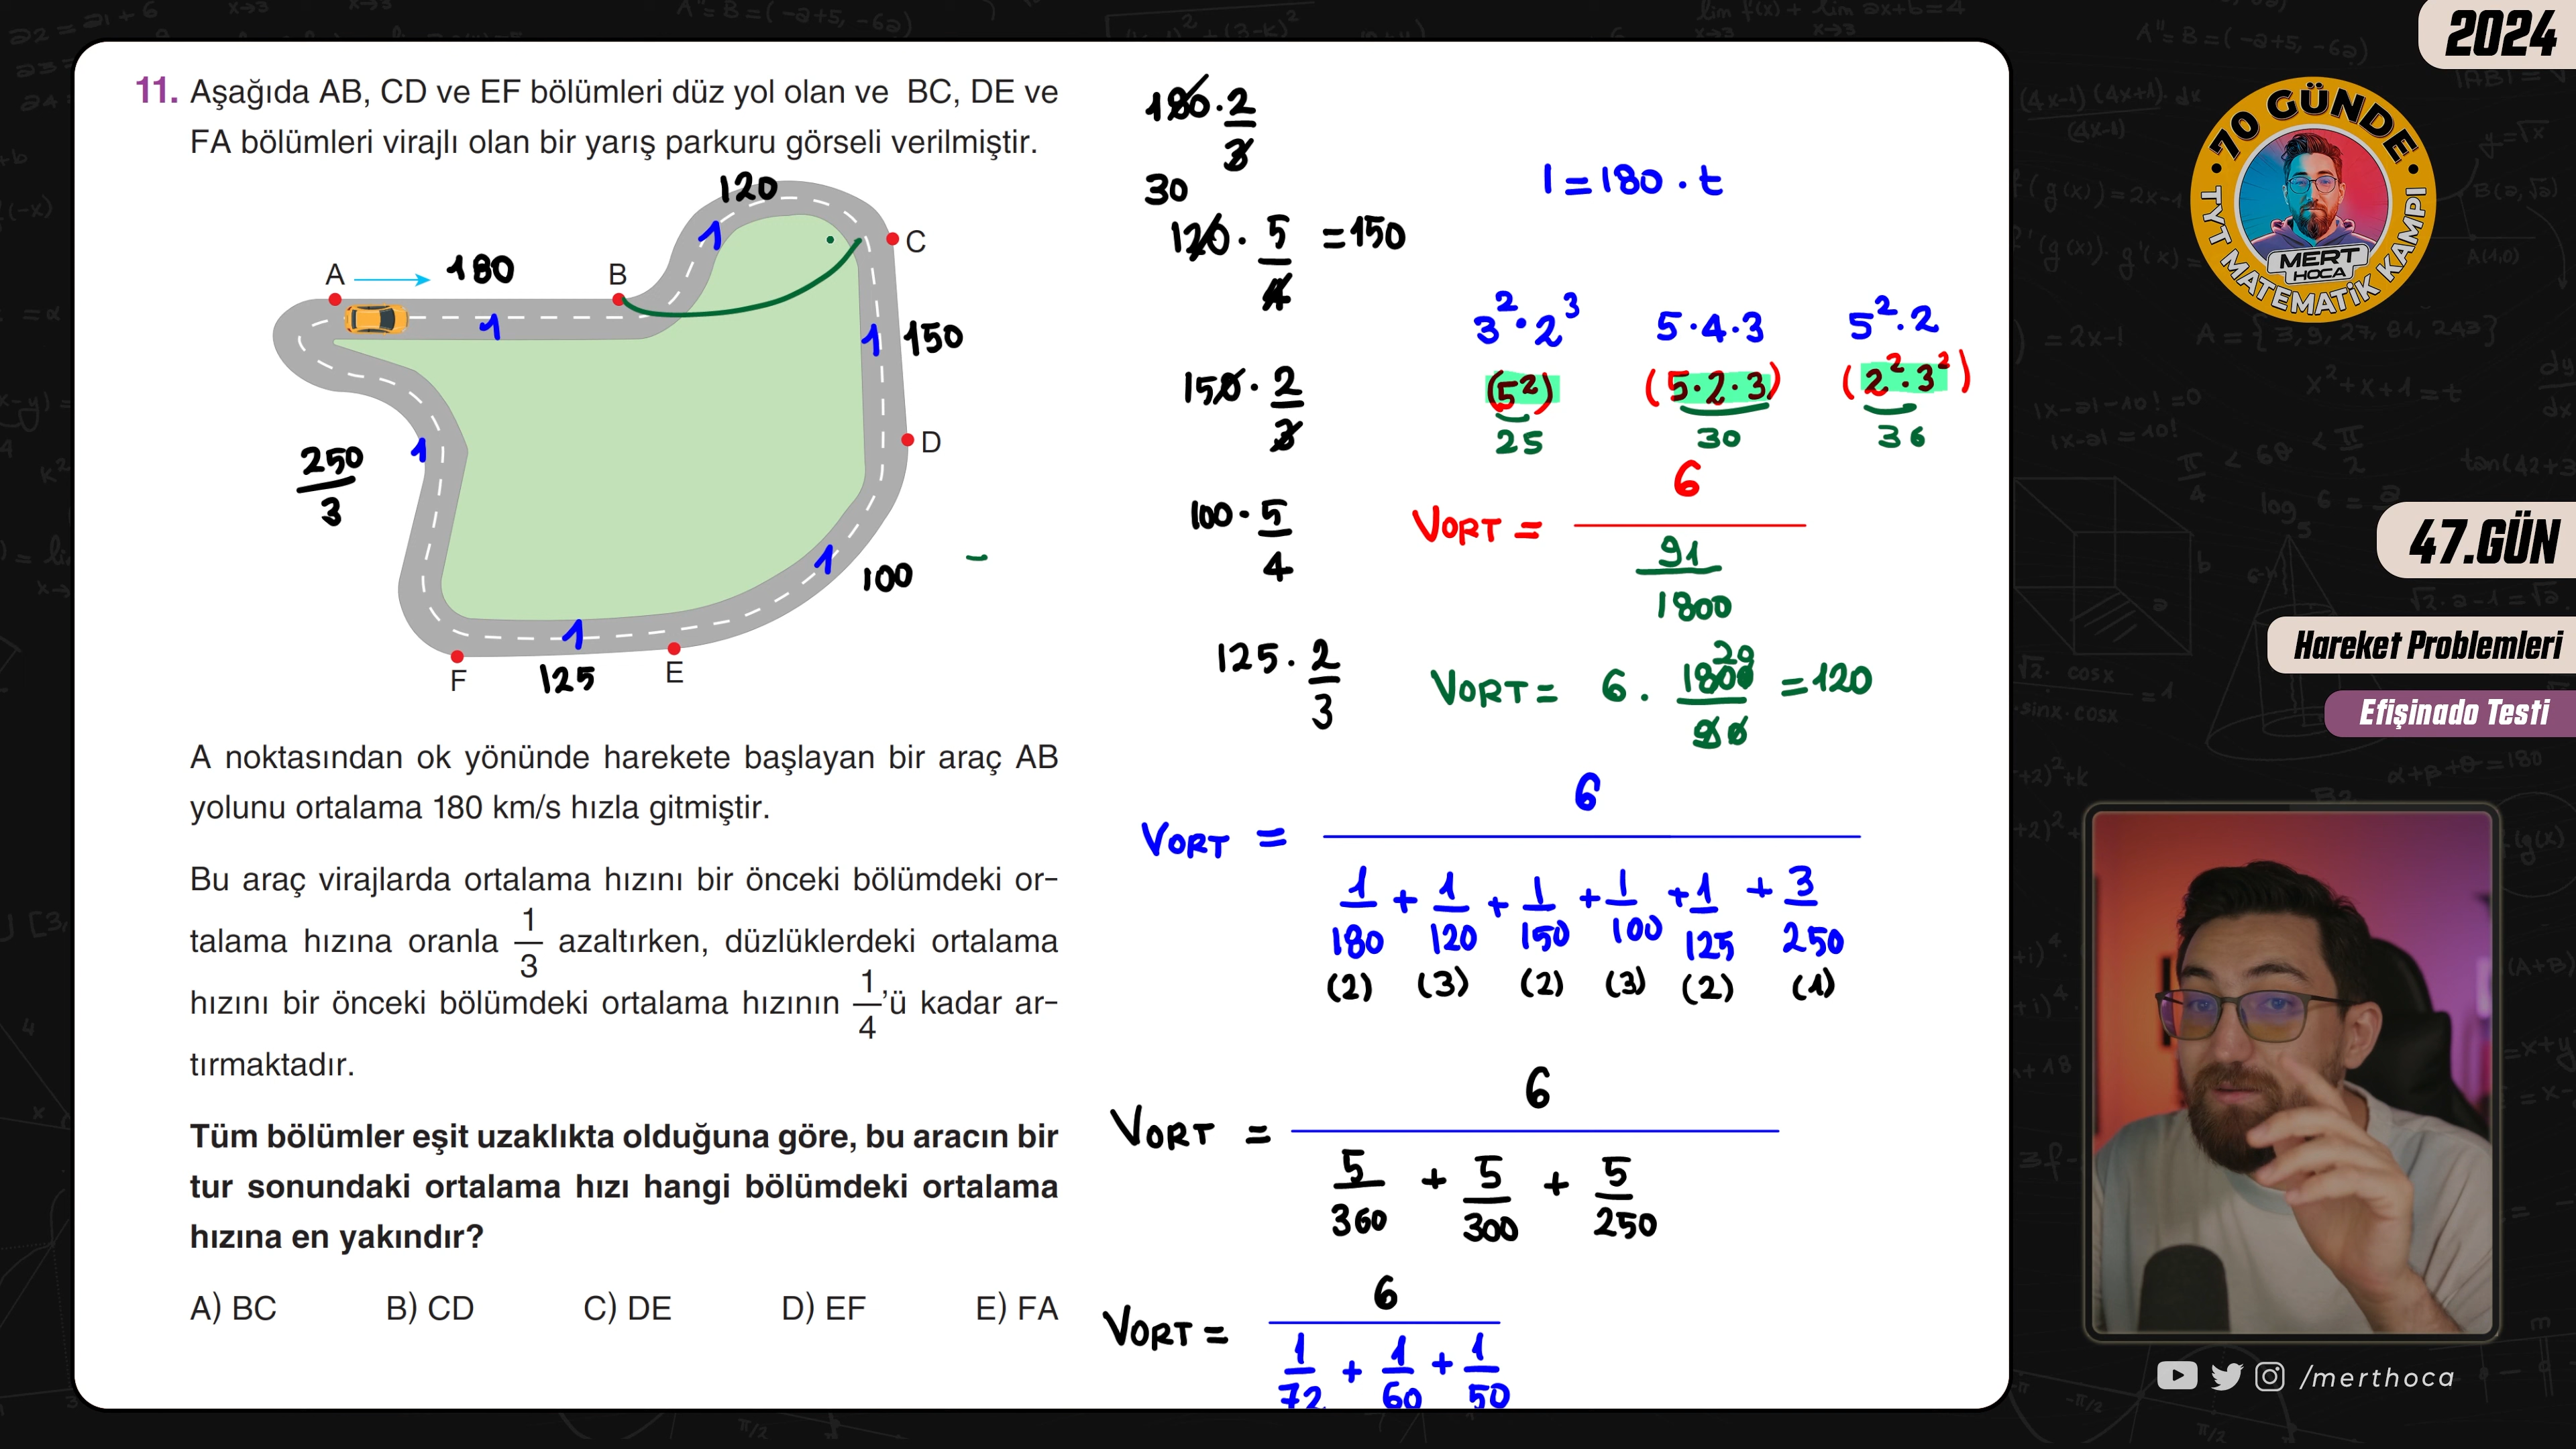 2024
70 GÜNDE
TYT MATEMATİK KAMPI
MERT HOCA
47.GÜN
Hareket Problemleri
Efişinado Testi
/merthoca
11. Aşağıda AB, CD ve EF bölümleri düz yol olan ve BC, DE ve
FA bölümleri virajlı olan bir yarış parkuru görseli verilmiştir.
A 180 B 120 C
1 1 1 150
D
250/3 1
1 100
1
F 125 E
A noktasından ok yönünde harekete başlayan bir araç AB
yolunu ortalama 180 km/s hızla gitmiştir.
Bu araç virajlarda ortalama hızını bir önceki bölümdeki or-
talama hızına oranla 1/3 azaltırken, düzlüklerdeki ortalama
hızını bir önceki bölümdeki ortalama hızının 1/4'ü kadar ar-
tırmaktadır.
Tüm bölümler eşit uzaklıkta olduğuna göre, bu aracın bir
tur sonundaki ortalama hızı hangi bölümdeki ortalama
hızına en yakındır?
A) BC B) CD C) DE D) EF E) FA
180 · 2/3
30
120 · 5/4 = 150
150 · 2/3
100 · 5/4
125 · 2/3
1 = 180 · t
3² · 2³ 5 · 4 · 3 5² · 2
(5²) (5 · 2 · 3) (2² · 3²)
25 30 36
VORT = 6 / (91/1800)
20
VORT = 6 · 1800/90 = 120
VORT = 6 / (1/180 + 1/120 + 1/150 + 1/100 + 1/125 + 3/250)
(2) (3) (2) (3) (2) (1)
VORT = 6 / (5/360 + 5/300 + 5/250)
VORT = 6 / (1/72 + 1/60 + 1/50)